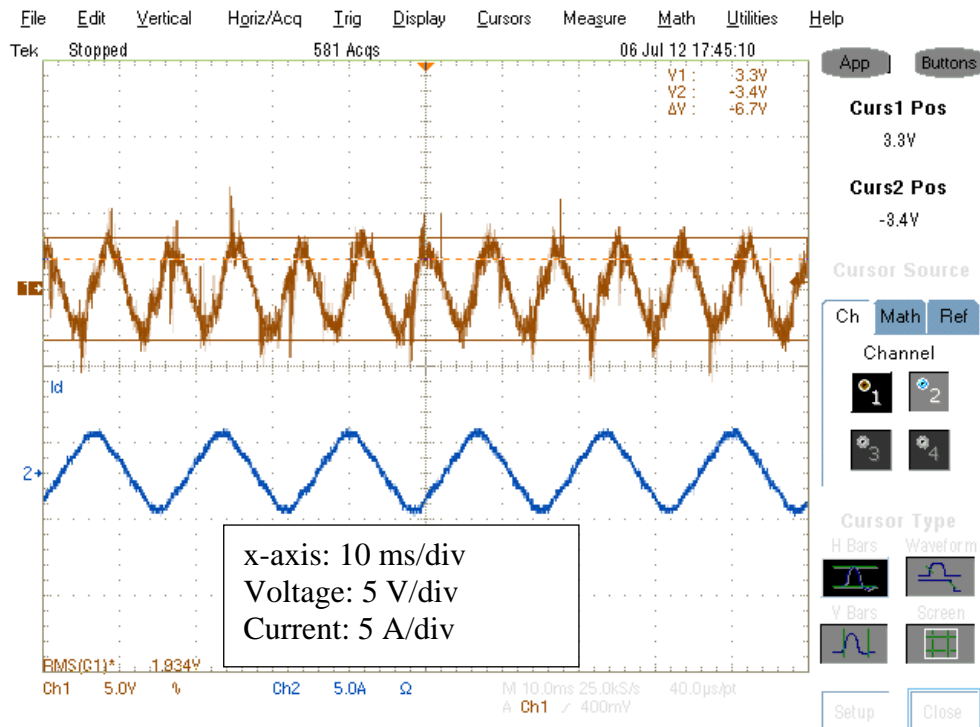 File Edit Vertical Horiz/Acq Trig Display Cursors Measure Math Utilities Help
Tek Stopped 581 Acqs 06 Jul 12 17:45:10
App Buttons
V1 : 3.3V
V2 : -3.4V
ΔV : -6.7V
Curs1 Pos
3.3V
Curs2 Pos
-3.4V
1
Cursor Source
Ch Math Ref
Channel
1 2
3 4
Id
2
x-axis: 10 ms/div
Voltage: 5 V/div
Current: 5 A/div
Cursor Type
H Bars Waveform
V Bars Screen
RMS(C1)* 1.934V
Ch1 5.0V Ch2 5.0A Ω M 10.0ms 25.0kS/s 40.0µs/pt
A Ch1 ∕ 400mV
Setup Close